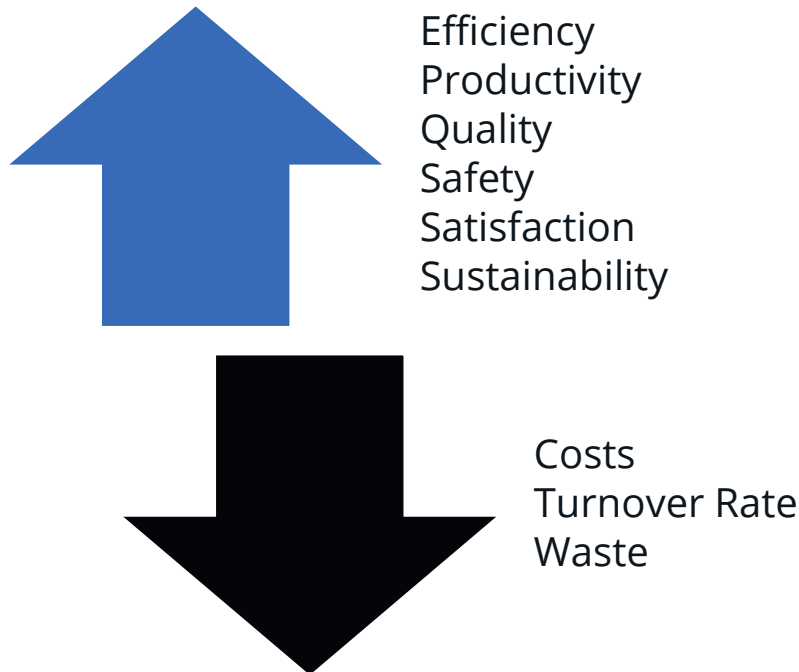 Efficiency
Productivity
Quality
Safety
Satisfaction
Sustainability
Costs
Turnover Rate
Waste